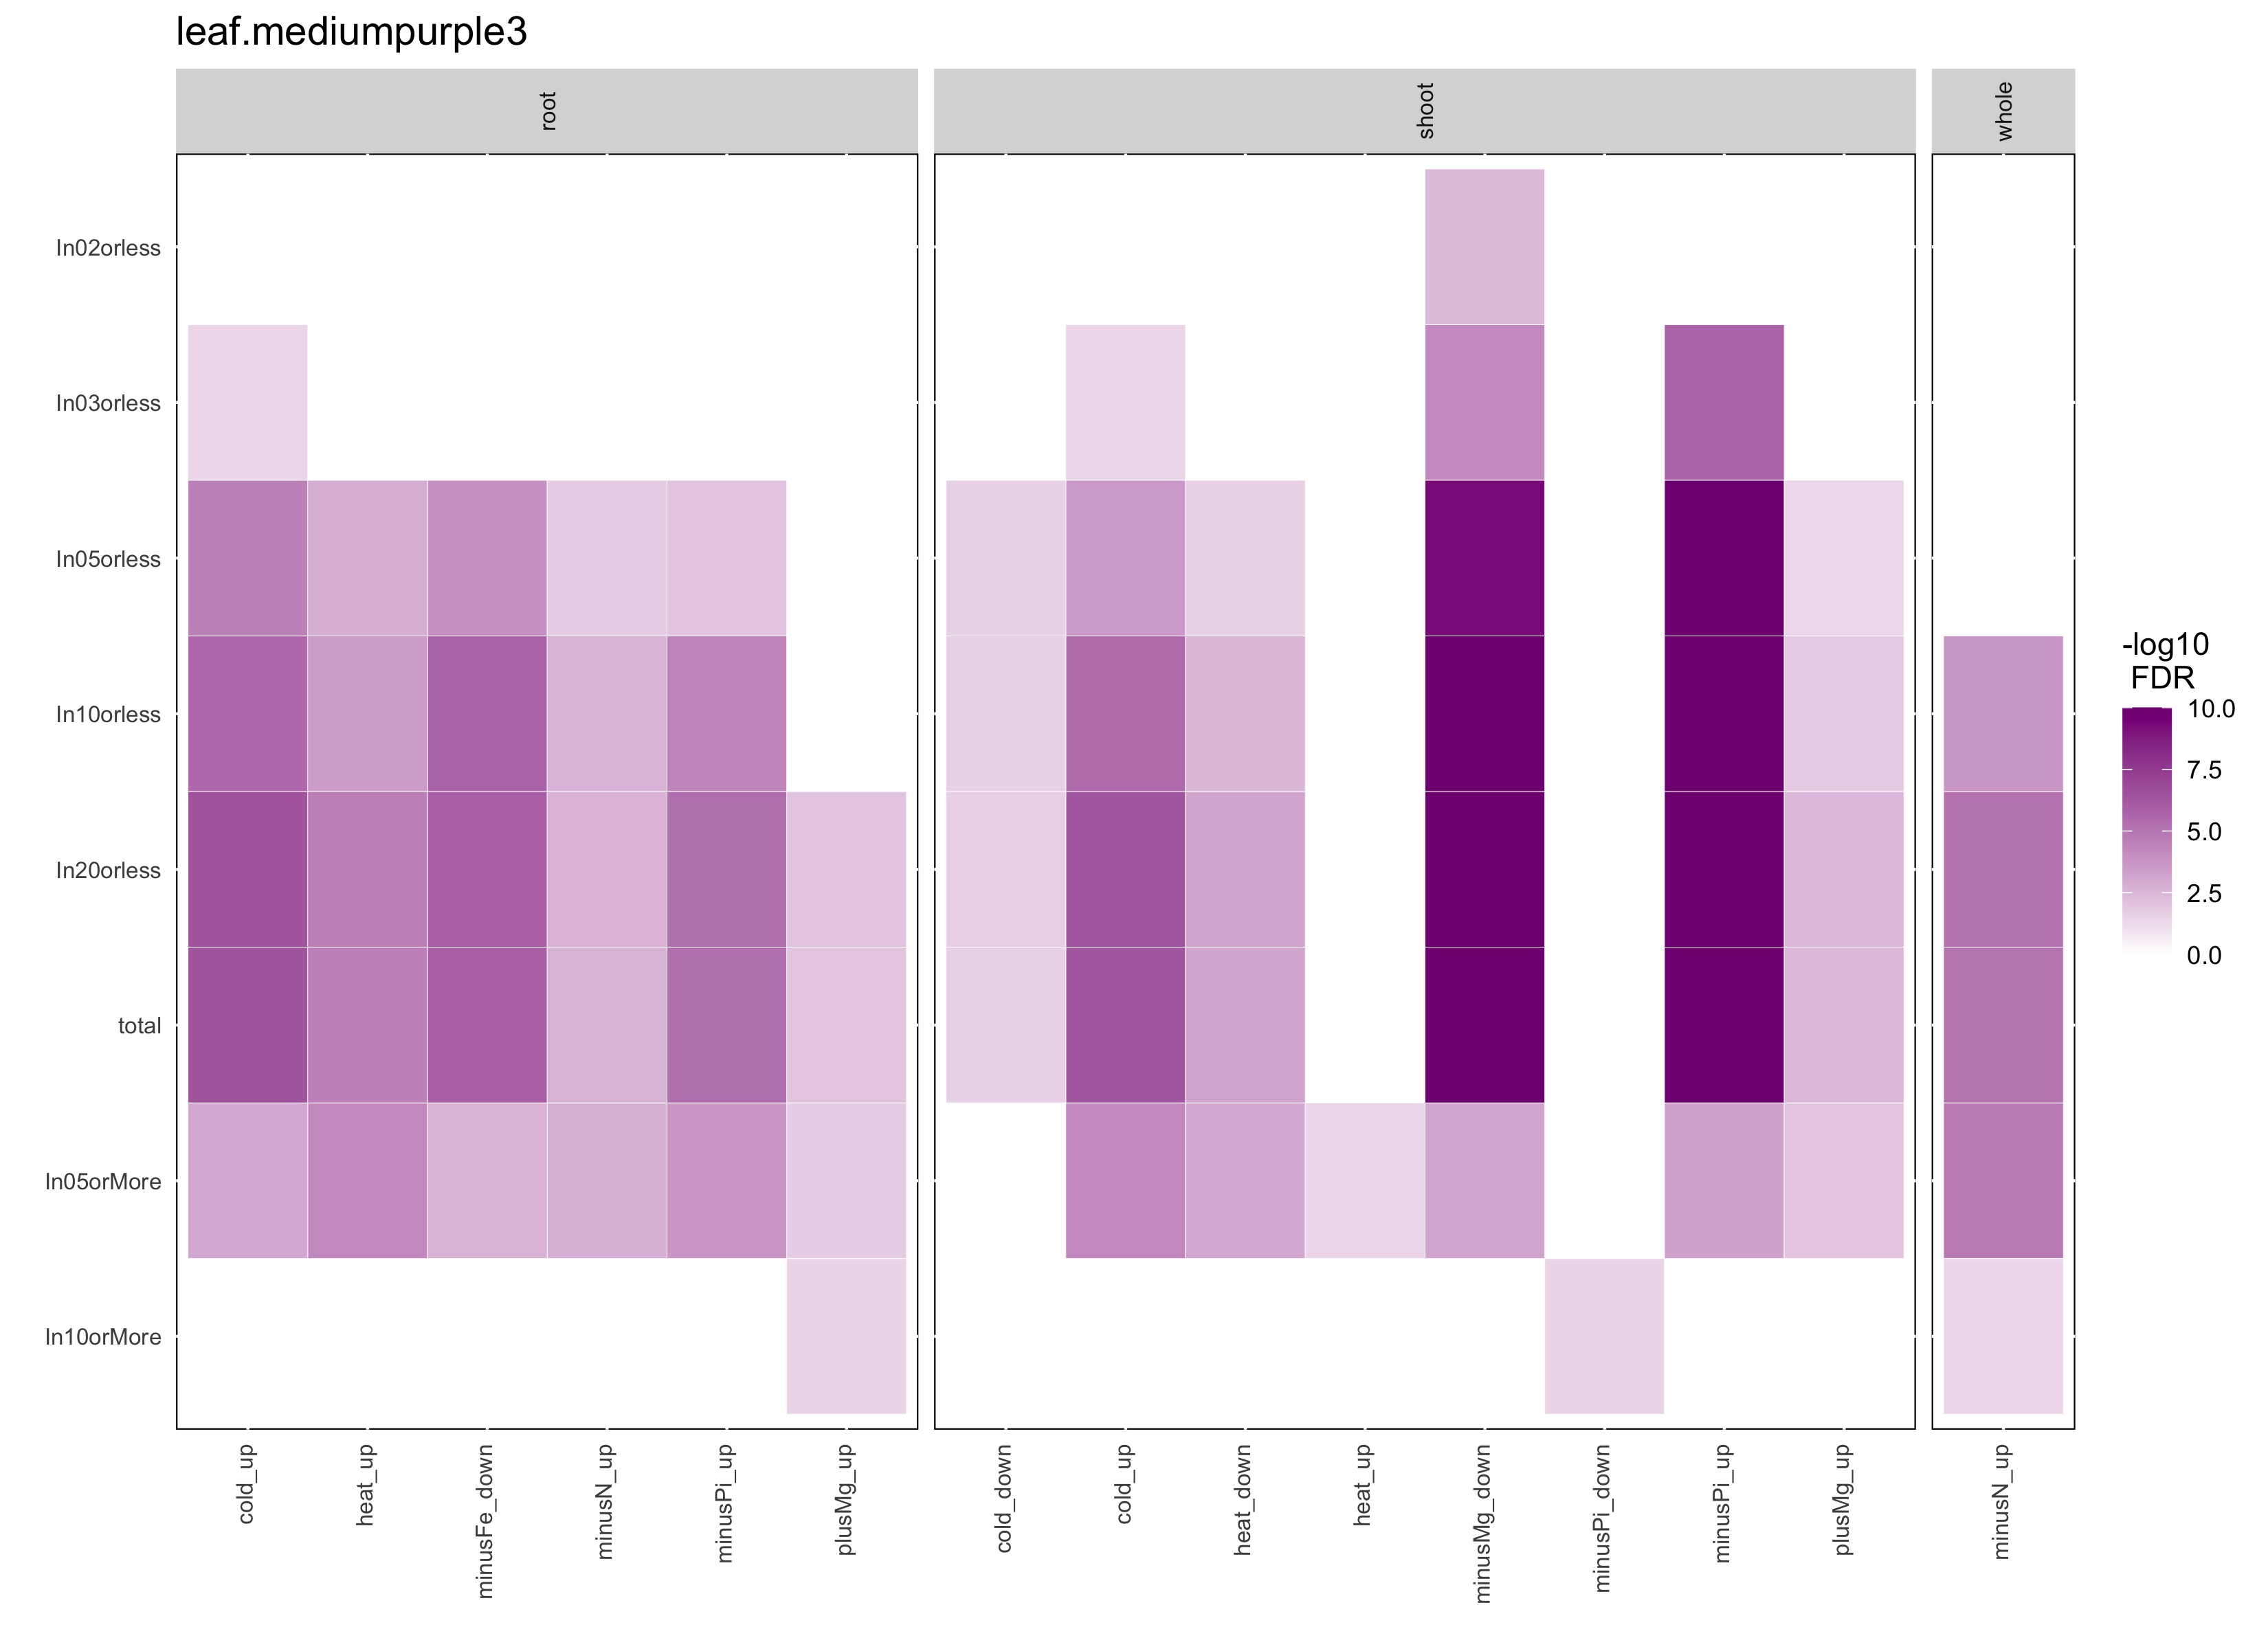 leaf.mediumpurple3
root
shoot
whole
In02orless
In03orless
In05orless
In10orless
In20orless
total
In05orMore
In10orMore
cold_up
heat_up
minusFe_down
minusN_up
minusPi_up
plusMg_up
cold_down
cold_up
heat_down
heat_up
minusMg_down
minusPi_down
minusPi_up
plusMg_up
minusN_up
-log10
FDR
10.0
7.5
5.0
2.5
0.0